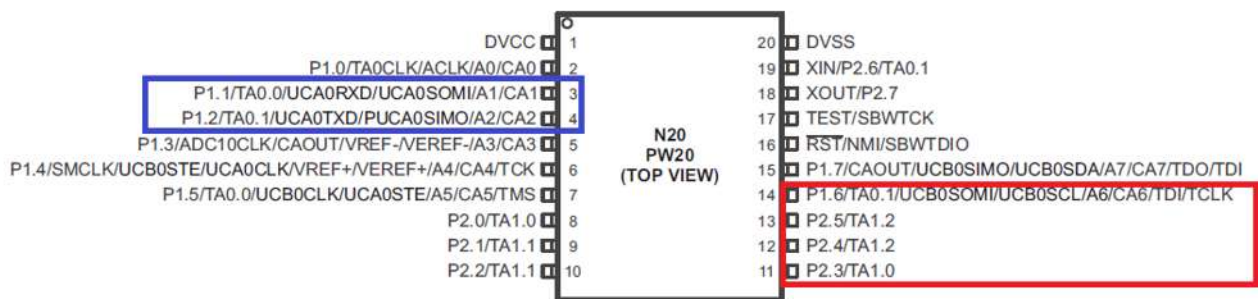 DVCC 1
P1.0/TA0CLK/ACLK/A0/CA0 2
P1.1/TA0.0/UCA0RXD/UCA0SOMI/A1/CA1 3
P1.2/TA0.1/UCA0TXD/PUCA0SIMO/A2/CA2 4
P1.3/ADC10CLK/CAOUT/VREF-/VEREF-/A3/CA3 5
P1.4/SMCLK/UCB0STE/UCA0CLK/VREF+/VEREF+/A4/CA4/TCK 6
P1.5/TA0.0/UCB0CLK/UCA0STE/A5/CA5/TMS 7
P2.0/TA1.0 8
P2.1/TA1.1 9
P2.2/TA1.1 10
N20
PW20
(TOP VIEW)
20 DVSS
19 XIN/P2.6/TA0.1
18 XOUT/P2.7
17 TEST/SBWTCK
16 RST/NMI/SBWTDIO
15 P1.7/CAOUT/UCB0SIMO/UCB0SDA/A7/CA7/TDO/TDI
14 P1.6/TA0.1/UCB0SOMI/UCB0SCL/A6/CA6/TDI/TCLK
13 P2.5/TA1.2
12 P2.4/TA1.2
11 P2.3/TA1.0